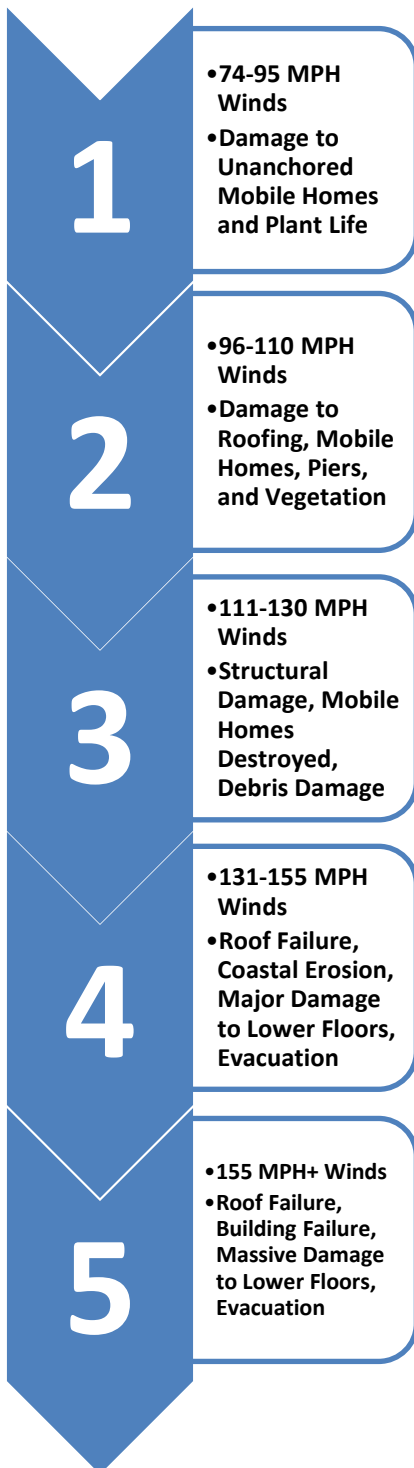 1
•74-95 MPH
Winds
•Damage to
Unanchored
Mobile Homes
and Plant Life
2
•96-110 MPH
Winds
•Damage to
Roofing, Mobile
Homes, Piers,
and Vegetation
3
•111-130 MPH
Winds
•Structural
Damage, Mobile
Homes
Destroyed,
Debris Damage
4
•131-155 MPH
Winds
•Roof Failure,
Coastal Erosion,
Major Damage
to Lower Floors,
Evacuation
5
•155 MPH+ Winds
•Roof Failure,
Building Failure,
Massive Damage
to Lower Floors,
Evacuation